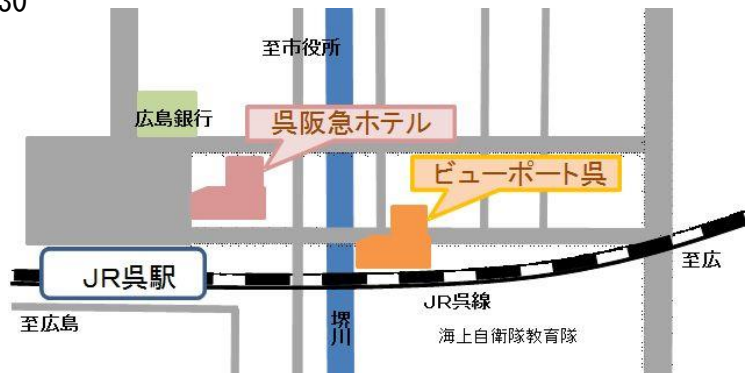 至市役所
広島銀行
呉阪急ホテル
ビューポート呉
JR呉駅
至広
JR呉線
至広島
堺川
海上自衛隊教育隊